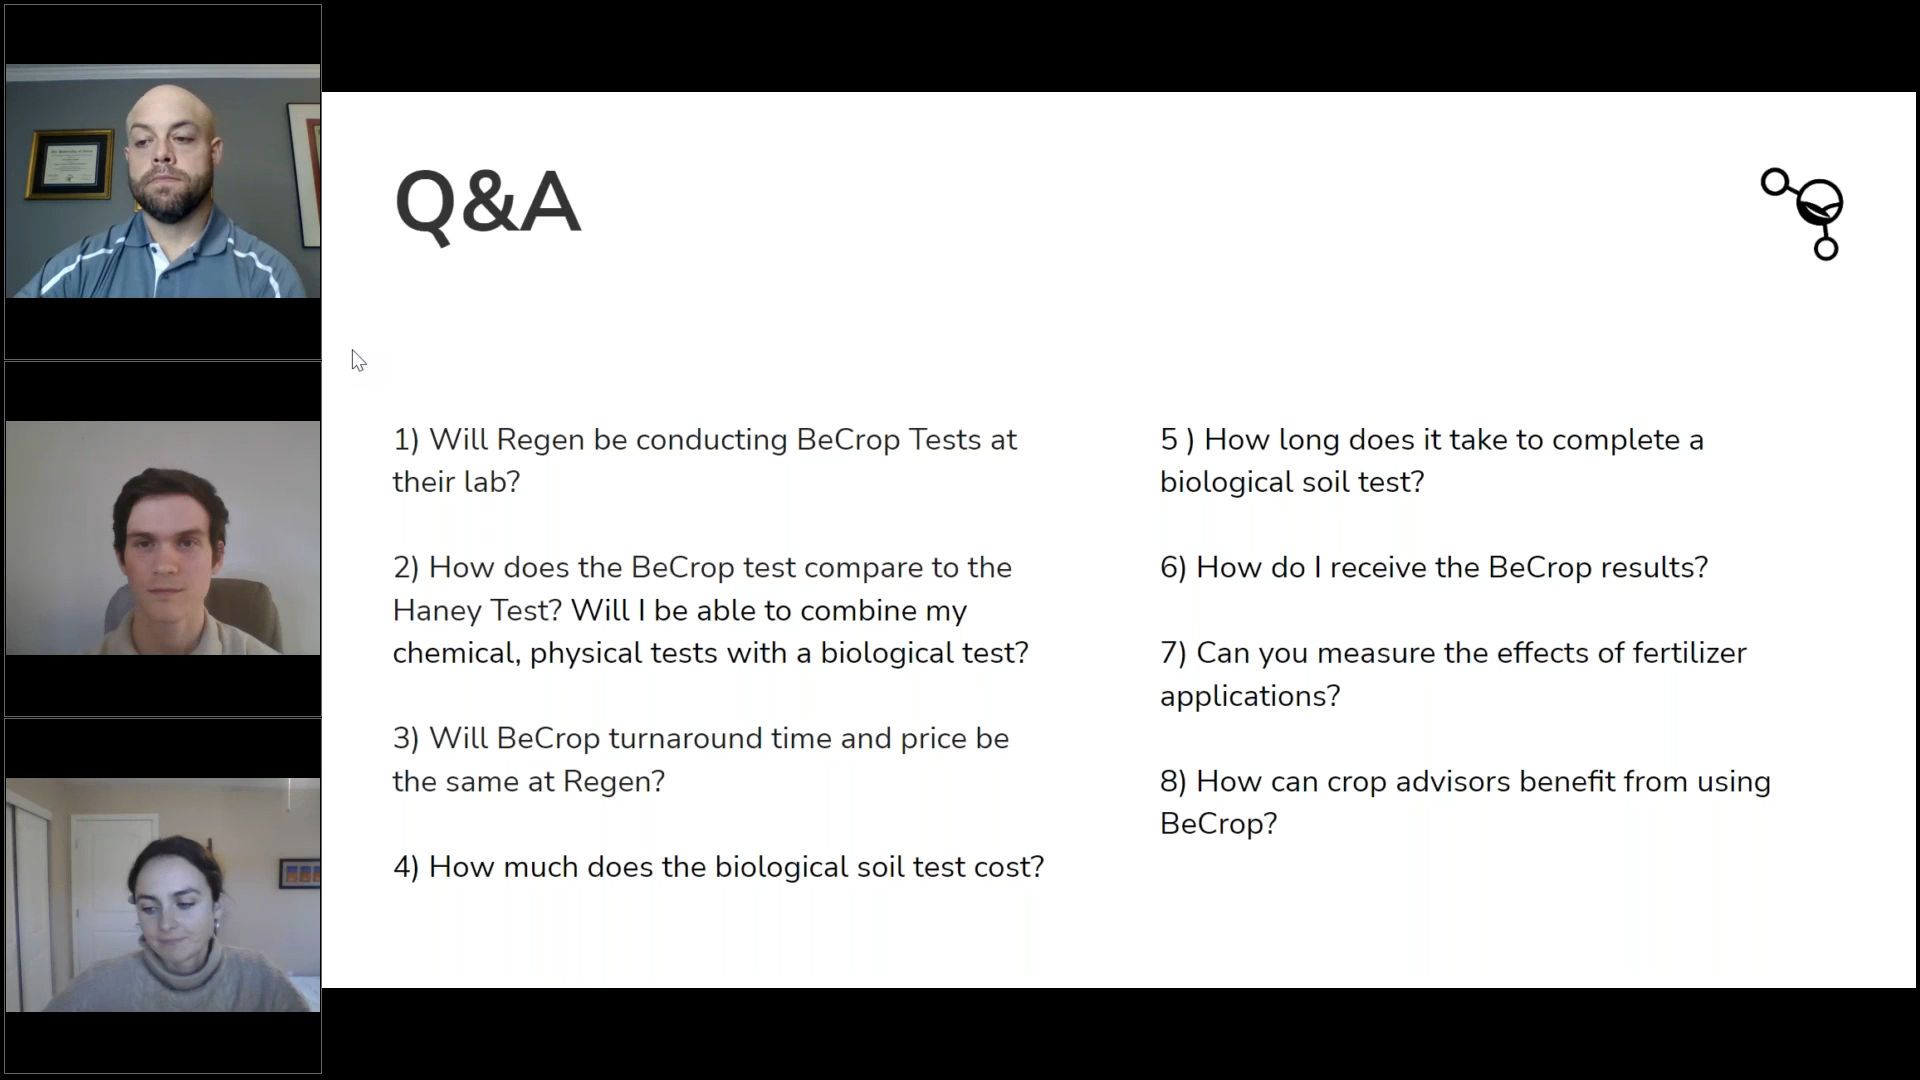 Q&A
1) Will Regen be conducting BeCrop Tests at
their lab?
2) How does the BeCrop test compare to the
Haney Test? Will I be able to combine my
chemical, physical tests with a biological test?
3) Will BeCrop turnaround time and price be
the same at Regen?
4) How much does the biological soil test cost?
5 ) How long does it take to complete a
biological soil test?
6) How do I receive the BeCrop results?
7) Can you measure the effects of fertilizer
applications?
8) How can crop advisors benefit from using
BeCrop?